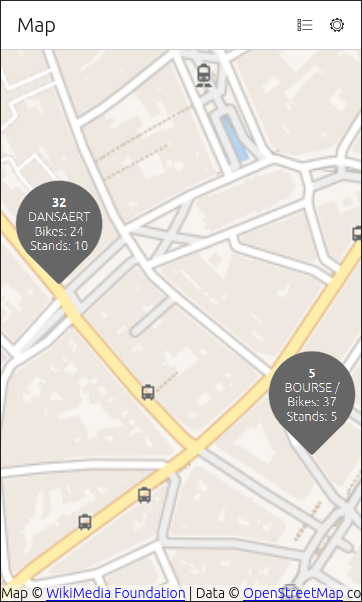 Map
32
DANSAERT
Bikes: 24
Stands: 10
5
BOURSE /
Bikes: 37
Stands: 5
Map © WikiMedia Foundation | Data © OpenStreetMap co